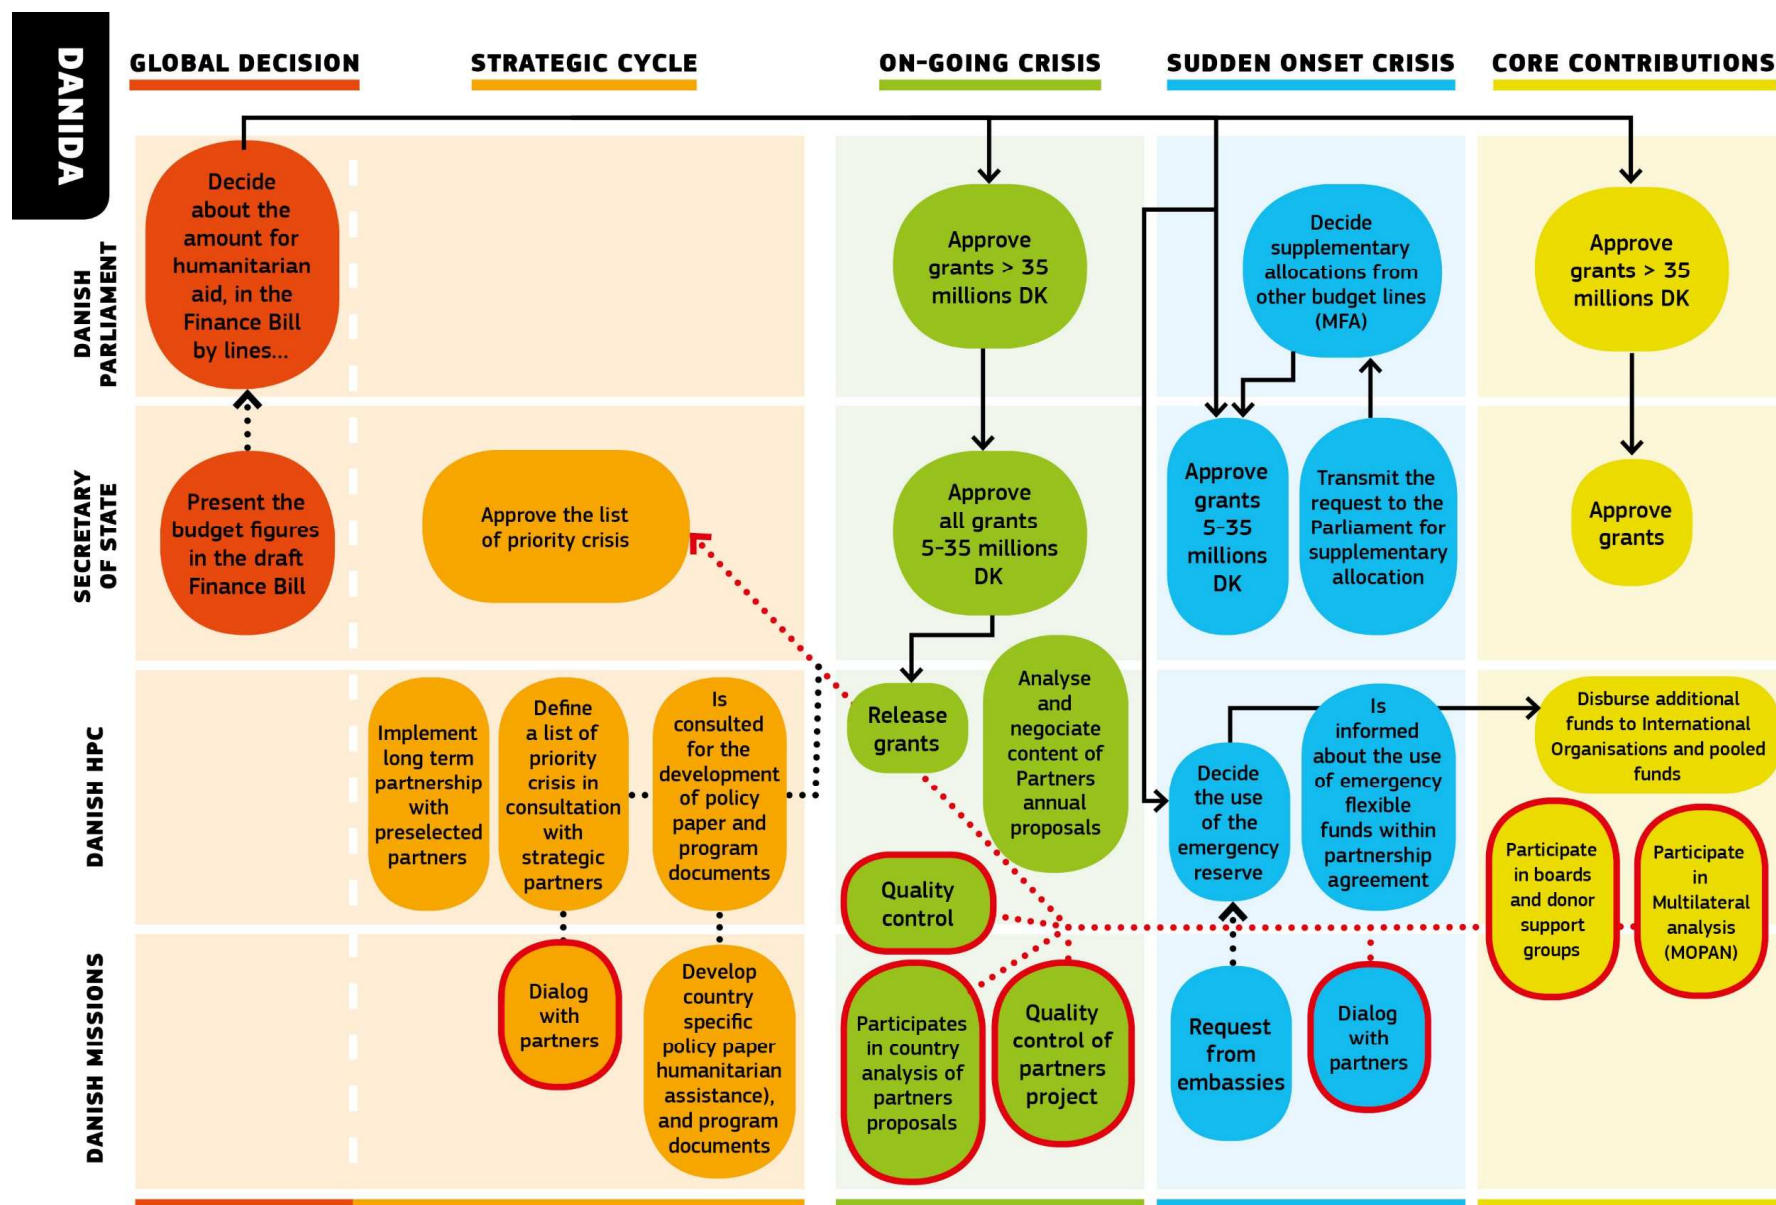 DANIDA
GLOBAL DECISION
STRATEGIC CYCLE
ON-GOING CRISIS
SUDDEN ONSET CRISIS
CORE CONTRIBUTIONS
DANISH
PARLIAMENT
Decide
about the
amount for
humanitarian
aid, in the
Finance Bill
by lines...
Approve
grants > 35
millions DK
Decide
supplementary
allocations from
other budget lines
(MFA)
Approve
grants > 35
millions DK
SECRETARY
OF STATE
Present the
budget figures
in the draft
Finance Bill
Approve the list
of priority crisis
Approve
all grants
5-35 millions
DK
Approve
grants
5-35
millions
DK
Transmit the
request to the
Parliament for
supplementary
allocation
Approve
grants
DANISH HPC
Implement
long term
partnership
with
preselected
partners
Define
a list of
priority
crisis in
consultation
with
strategic
partners
Is
consulted
for the
development
of policy
paper and
program
documents
Release
grants
Analyse
and
negociate
content of
Partners
annual
proposals
Quality
control
Decide
the use
of the
emergency
reserve
Is
informed
about the use
of emergency
flexible
funds within
partnership
agreement
Disburse additional
funds to International
Organisations and pooled
funds
Participate
in boards
and donor
support
groups
Participate
in
Multilateral
analysis
(MOPAN)
DANISH MISSIONS
Dialog
with
partners
Develop
country
specific
policy paper
humanitarian
assistance),
and program
documents
Participates
in country
analysis of
partners
proposals
Quality
control of
partners
project
Request
from
embassies
Dialog
with
partners